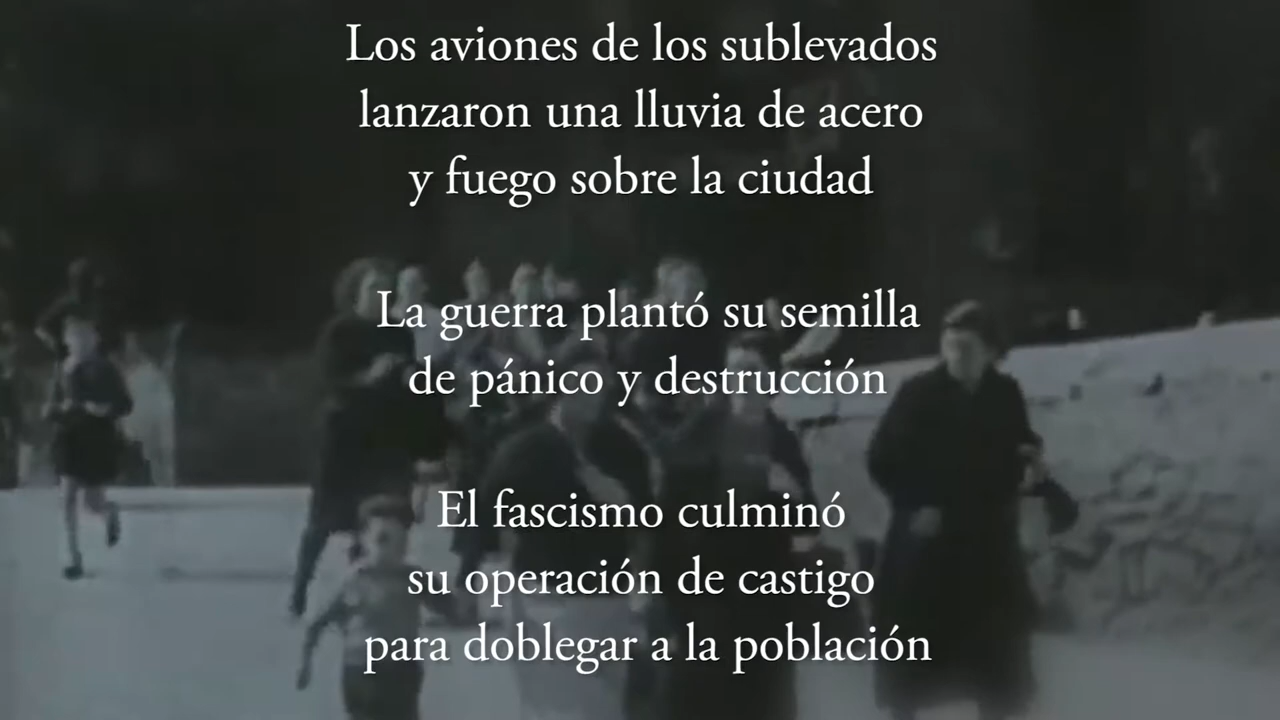 Los aviones de los sublevados
lanzaron una lluvia de acero
y fuego sobre la ciudad
La guerra plantó su semilla
de pánico y destrucción
El fascismo culminó
su operación de castigo
para doblegar a la población